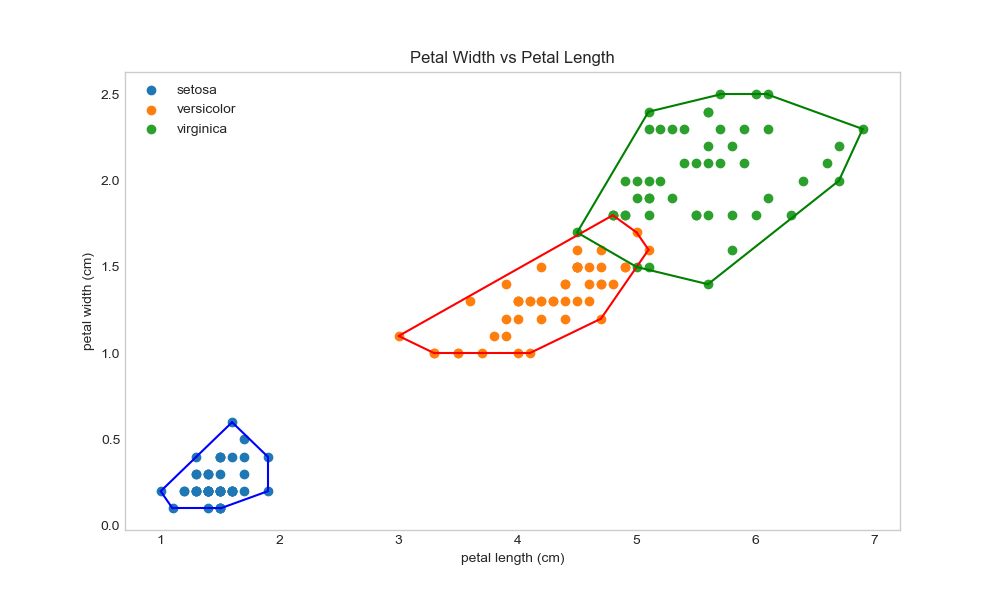 Petal Width vs Petal Length
setosa
versicolor
virginica
petal width (cm)
2.5
2.0
1.5
1.0
0.5
0.0
1 2 3 4 5 6 7
petal length (cm)